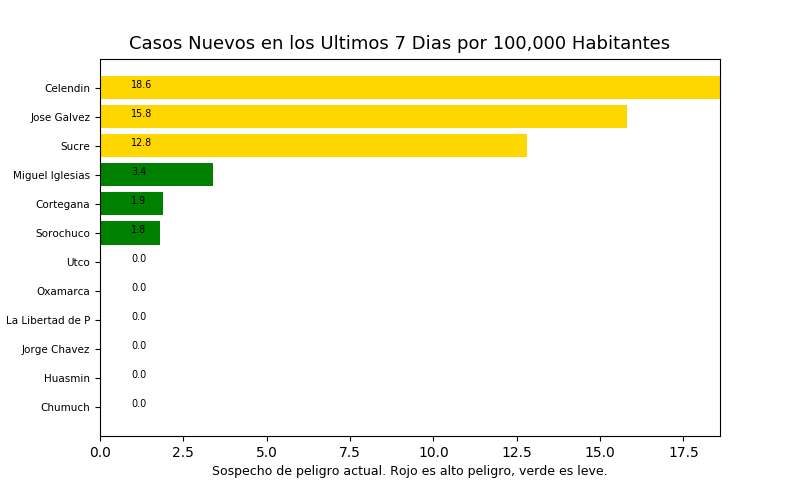 Casos Nuevos en los Ultimos 7 Dias por 100,000 Habitantes
Celendin 18.6
Jose Galvez 15.8
Sucre 12.8
Miguel Iglesias 3.4
Cortegana 1.9
Sorochuco 1.8
Utco 0.0
Oxamarca 0.0
La Libertad de P 0.0
Jorge Chavez 0.0
Huasmin 0.0
Chumuch 0.0
0.0 2.5 5.0 7.5 10.0 12.5 15.0 17.5
Sospecho de peligro actual. Rojo es alto peligro, verde es leve.